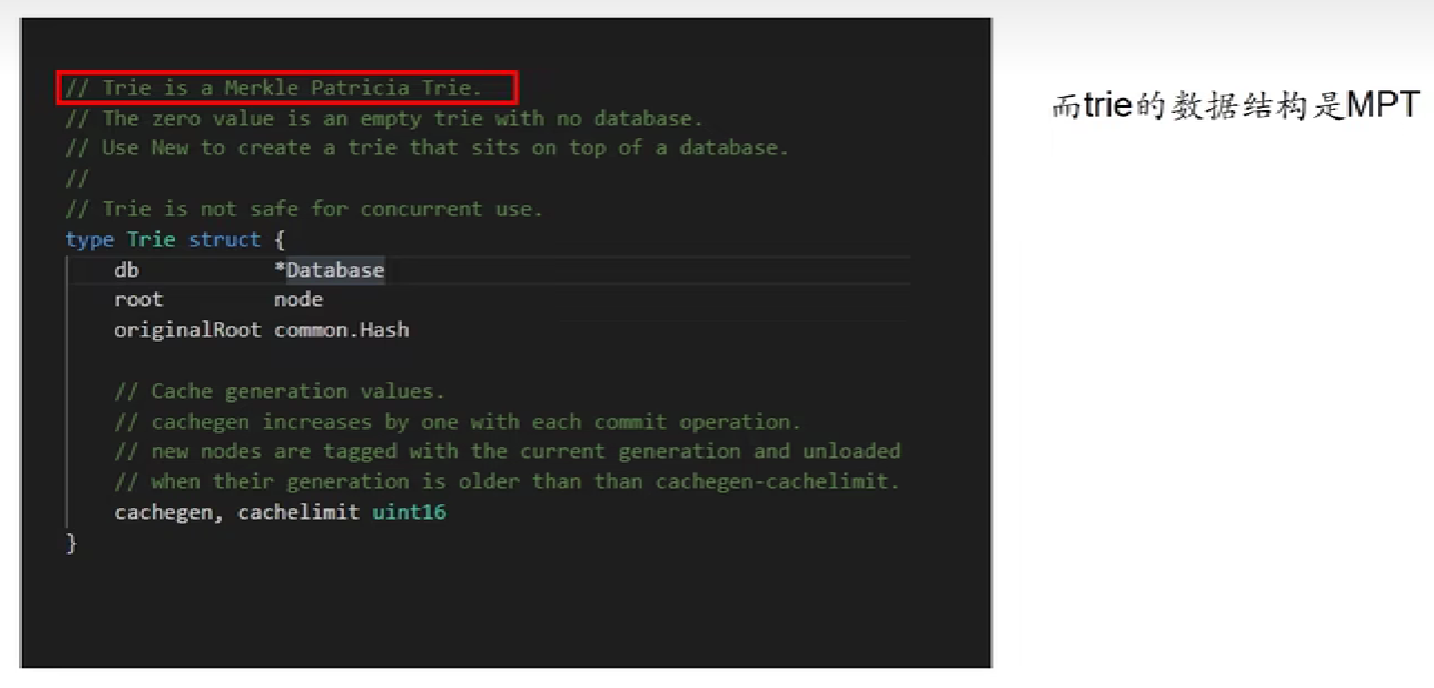 // Trie is a Merkle Patricia Trie.
// The zero value is an empty trie with no database.
// Use New to create a trie that sits on top of a database.
//
// Trie is not safe for concurrent use.
type Trie struct {
    db           *Database
    root         node
    originalRoot common.Hash

    // Cache generation values.
    // cachegen increases by one with each commit operation.
    // new nodes are tagged with the current generation and unloaded
    // when their generation is older than than cachegen-cachelimit.
    cachegen, cachelimit uint16
}
而trie的数据结构是MPT